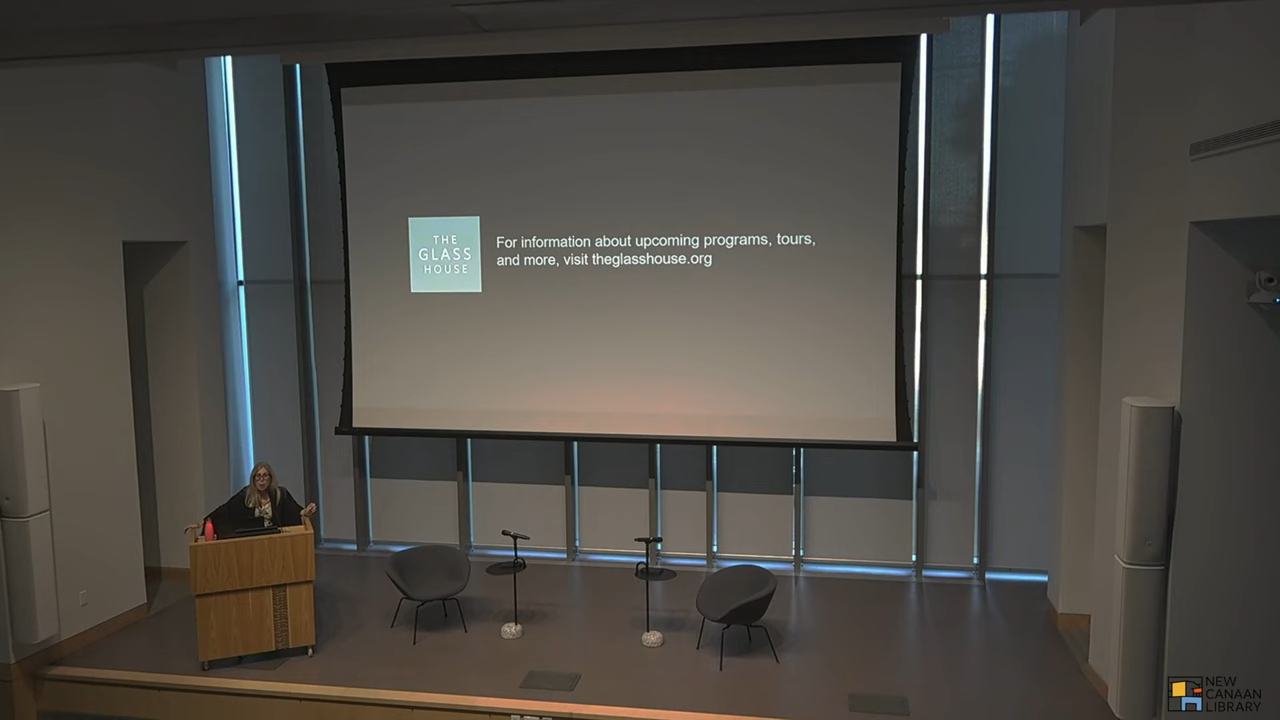 THE
GLASS
HOUSE
For information about upcoming programs, tours,
and more, visit theglasshouse.org
NEW
CANAAN
LIBRARY